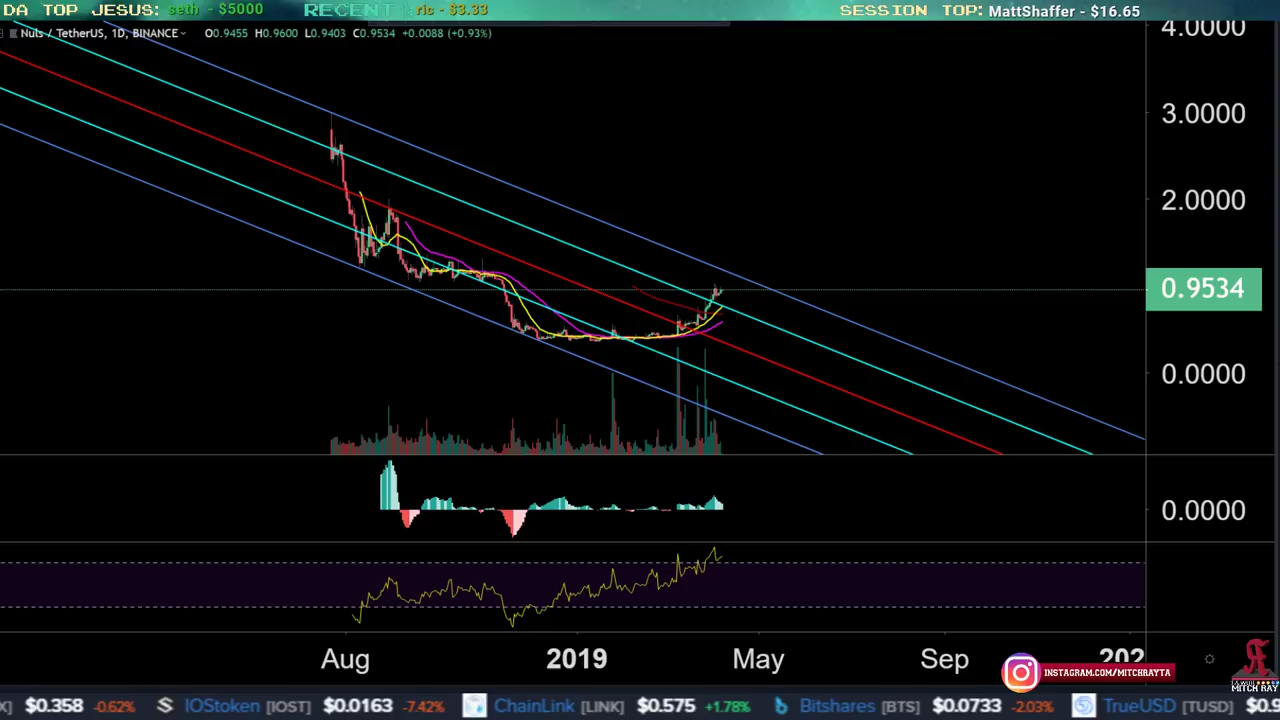 DA TOP JESUS: seth - $5000 RECENT : ric - $3.33 SESSION TOP: MattShaffer - $16.65
Nuls / TetherUS, 1D, BINANCE O0.9455 H0.9600 L0.9403 C0.9534 +0.0088 (+0.93%)
4.0000
3.0000
2.0000
0.9534
0.0000
0.0000
Aug 2019 May Sep 202
INSTAGRAM.COM/MITCHRAYTA
MITCH RAY
X] $0.358 -0.62% IOStoken [IOST] $0.0163 -7.42% ChainLink [LINK] $0.575 +1.78% Bitshares [BTS] $0.0733 -2.03% TrueUSD [TUSD]